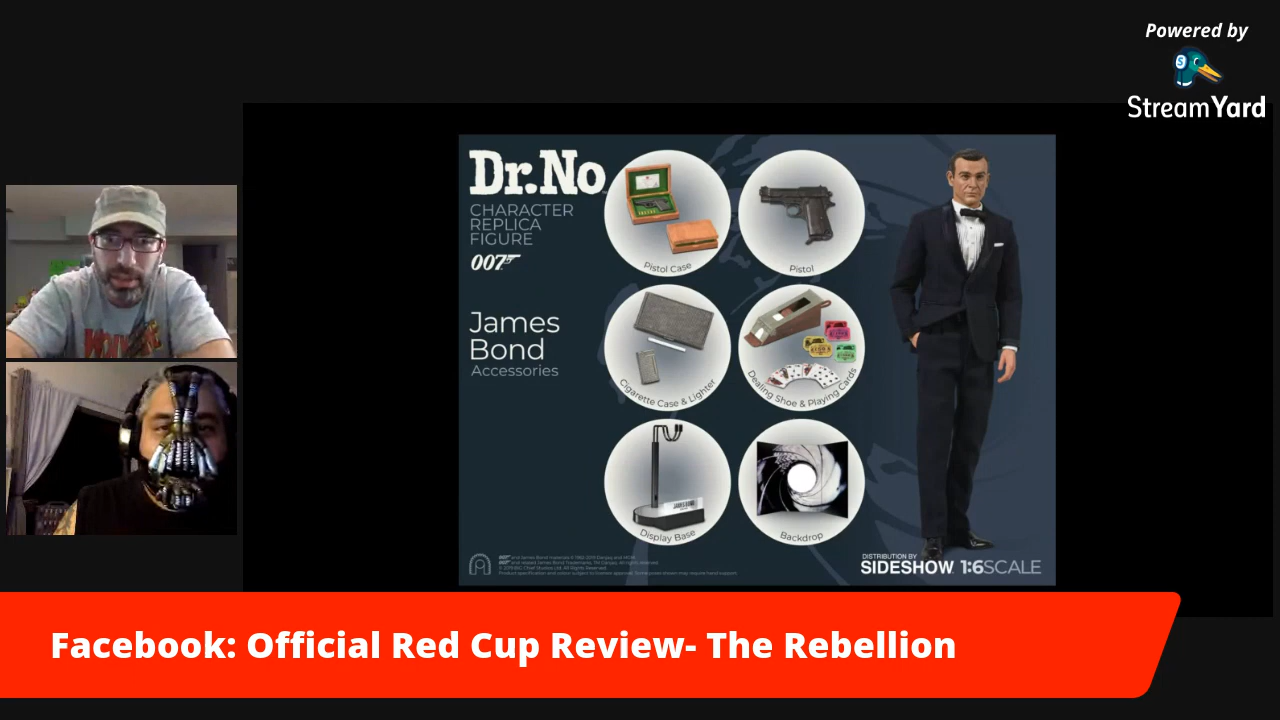 Powered by
StreamYard
Dr.No
CHARACTER
REPLICA
FIGURE
007
James
Bond
Accessories
Pistol Case
Pistol
Cigarette Case & Lighter
Dealing Shoe & Playing Cards
Display Base
Backdrop
DISTRIBUTION BY
SIDESHOW 1:6SCALE
Facebook: Official Red Cup Review- The Rebellion